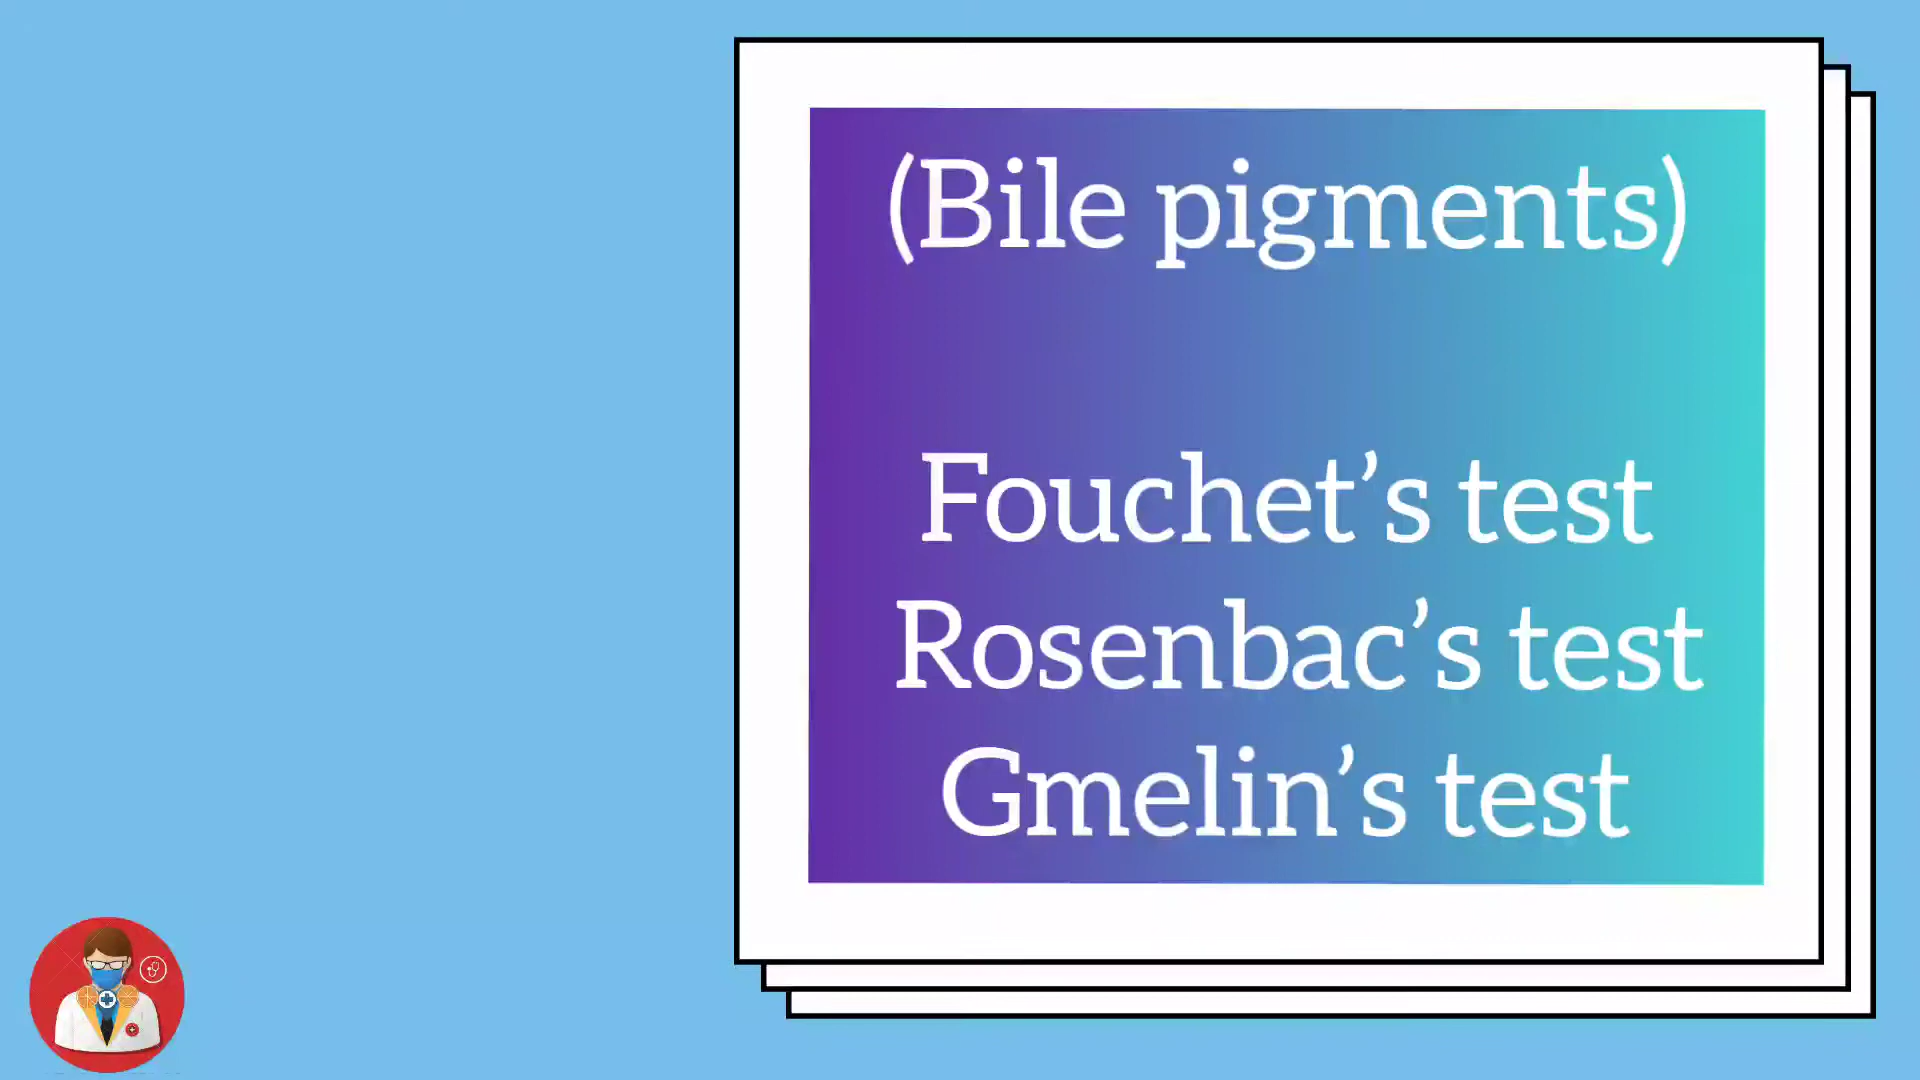 (Bile pigments)
Fouchet’s test
Rosenbac’s test
Gmelin’s test